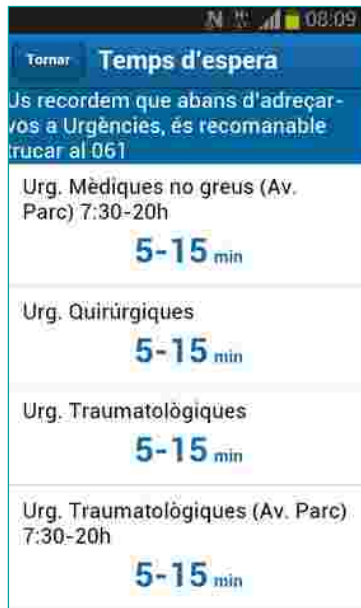 08:09
Tornar Temps d'espera
Us recordem que abans d'adreçar-
vos a Urgències, és recomanable
trucar al 061
Urg. Mèdiques no greus (Av.
Parc) 7:30-20h
5-15 min
Urg. Quirúrgiques
5-15 min
Urg. Traumatològiques
5-15 min
Urg. Traumatològiques (Av. Parc)
7:30-20h
5-15 min